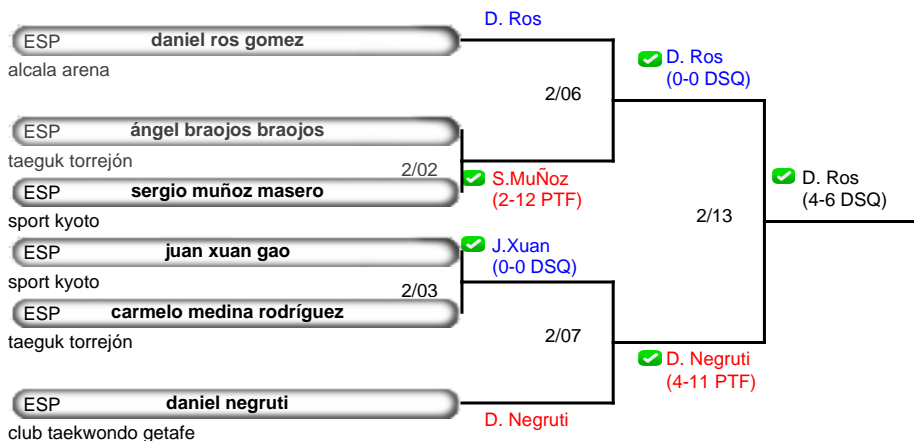 D. Ros
ESP daniel ros gomez
alcala arena
D. Ros
(0-0 DSQ)
2/06
ESP ángel braojos braojos
taeguk torrejón
2/02
S.MuÑoz
(2-12 PTF)
ESP sergio muñoz masero
sport kyoto
D. Ros
(4-6 DSQ)
2/13
ESP juan xuan gao
sport kyoto
J.Xuan
(0-0 DSQ)
2/03
ESP carmelo medina rodríguez
taeguk torrejón
2/07
D. Negruti
(4-11 PTF)
ESP daniel negruti
club taekwondo getafe
D. Negruti